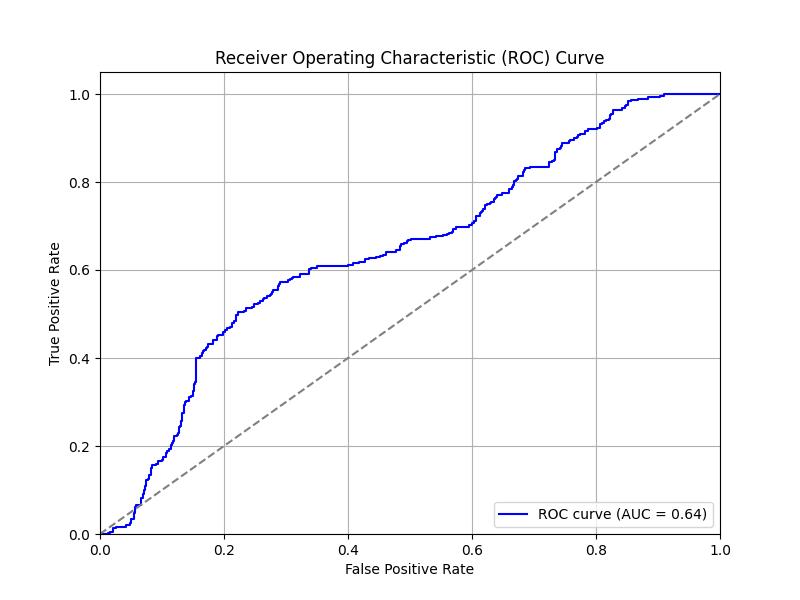 Receiver Operating Characteristic (ROC) Curve
True Positive Rate
1.0
0.8
0.6
0.4
0.2
0.0
ROC curve (AUC = 0.64)
0.0 0.2 0.4 0.6 0.8 1.0
False Positive Rate